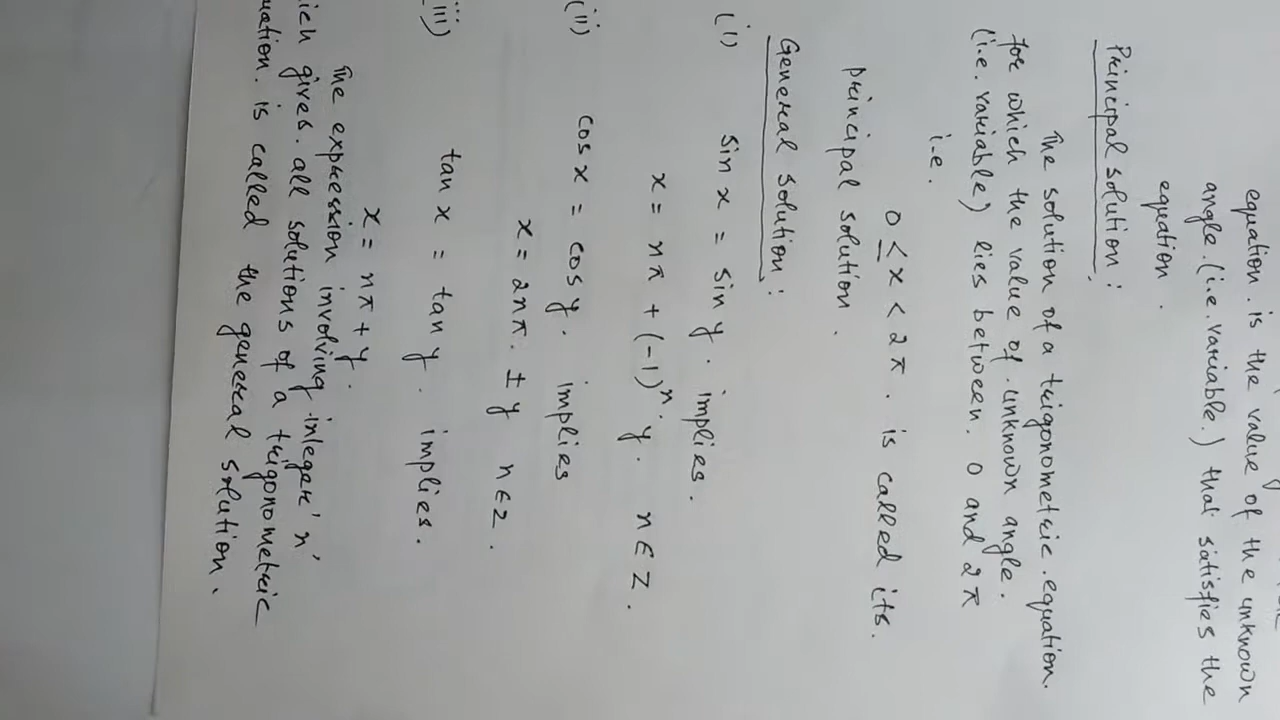 equation. is the value of the unknown
angle. (i.e. variable.) that satisfies the
equation.
Principal solution:
The solution of a trigonometric. equation.
for which the value of. unknown angle.
(i.e. variable) lies between. 0 and 2π
i.e.
0 ≤ x < 2π. is called its.
principal solution.
General solution:
(i) sin x = sin y. implies.
x = nπ + (-1)ⁿ. y. n ∈ Z.
(ii) cos x = cos y. implies
x = 2nπ. ± y n ∈ z.
(iii) tan x = tan y. implies.
x = nπ + y.
The expression involving integer 'n'
gives. all solutions of a trigonometric
is called the general solution.